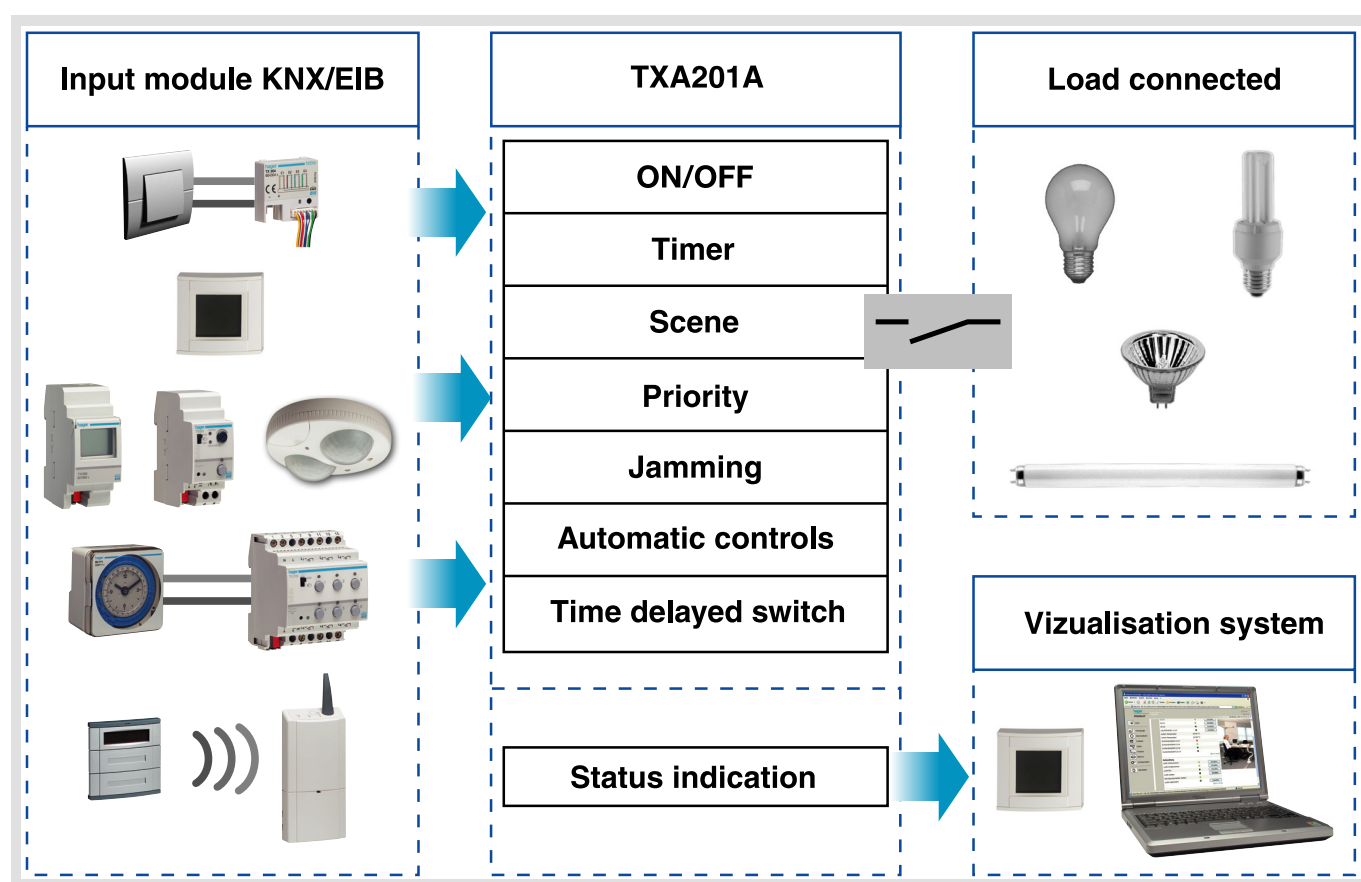 Input module KNX/EIB
TXA201A
Load connected
ON/OFF
Timer
Scene
Priority
Jamming
Automatic controls
Time delayed switch
Status indication
Vizualisation system